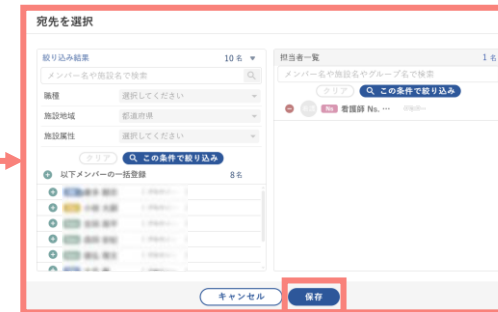 宛先を選択
絞り込み結果 10 名 ▼
メンバー名や施設名で検索
職種 選択してください
施設地域 都道府県
施設属性 選択してください
クリア この条件で絞り込み
以下メンバーの一括登録 8名
担当者一覧 1 名
メンバー名や施設名やグループ名で検索
クリア この条件で絞り込み
Ns 看護師 Ns. …
キャンセル 保存